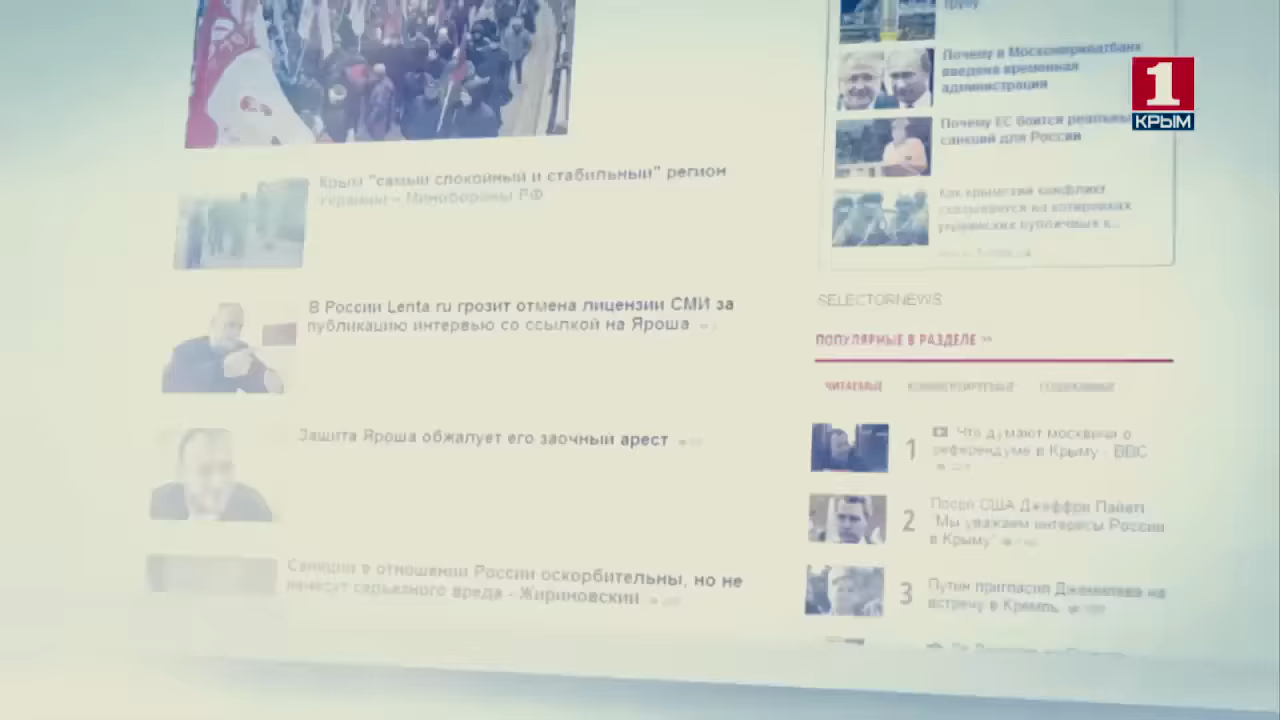 Почему в Москомприватбанк
введена временная
администрация
Почему ЕС боится реальных
санкций для России
Как крымский конфликт
сказывается на котировках
украинских публичных к...
1
КРЫМ
Крым "самый спокойный и стабильный" регион
Украины - Минобороны РФ
В России Lenta ru грозит отмена лицензии СМИ за
публикацию интервью со ссылкой на Яроша
Защита Яроша обжалует его заочный арест
Санкции в отношении России оскорбительны, но не
нанесут серьезного вреда - Жириновский
SELECTORNEWS
ПОПУЛЯРНЫЕ В РАЗДЕЛЕ >>
ЧИТАЕМЫЕ КОММЕНТИРУЕМЫЕ
1 Что думают москвичи о
референдуме в Крыму - BBC
2 Посол США Джеффри Пайетт
"Мы уважаем интересы России
в Крыму"
3 Путин пригласил Джемилева на
встречу в Кремль